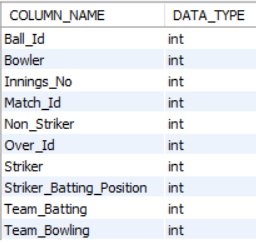 COLUMN_NAME DATA_TYPE
Ball_Id int
Bowler int
Innings_No int
Match_Id int
Non_Striker int
Over_Id int
Striker int
Striker_Batting_Position int
Team_Batting int
Team_Bowling int